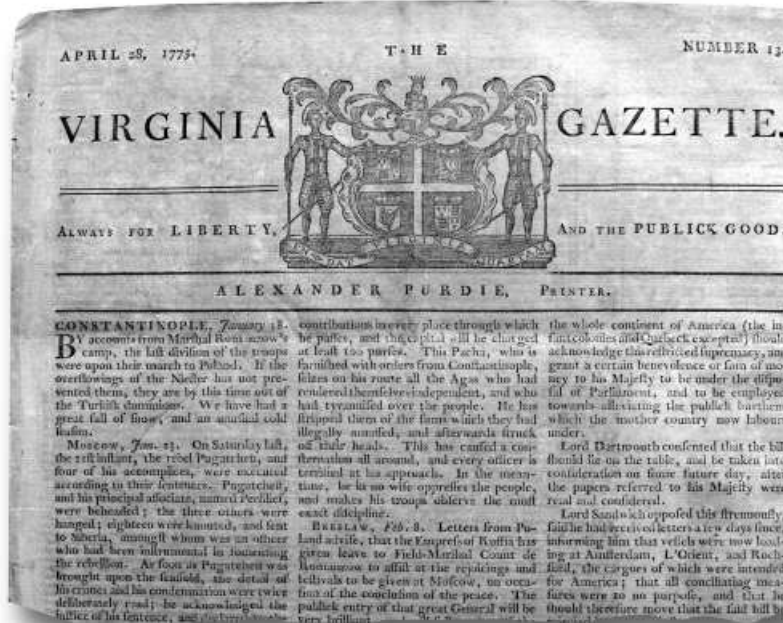 APRIL 28, 1775.
THE
NUMBER 13
VIRGINIA
GAZETTE.
ALWAYS FOR LIBERTY,
AND THE PUBLICK GOOD.
EN DAT VIRGINIA QUARTAM
ALEXANDER PURDIE, PRINTER.
CONSTANTINOPLE, January 18.
BY accounts from Marshal Romanzow's
camp, the last division of the troops
were upon their march to Poland. If the
overflowings of the Niester has not pre-
vented them, they are by this time out of
the Turkish dominions. We have had a
great fall of snow, and an unusual cold
season.
MOSCOW, Jan. 23. On Saturday last,
the 21st instant, the rebel Pugatcheu, and
four of his accomplices, were executed
according to their sentences. Pugatcheu,
and his principal associate, named
were beheaded; the three others were
hanged; eighteen were knouted, and sent
to Siberia, amongst whom was an officer
who had been instrumental in
the rebellion. As soon as Pugatcheu was
brought upon the scaffold, the detail of
his crimes and his condemnation were twice
deliberately read; he acknowledged the
justice of his sentence, and
contributions in every place through which
he passes, and the capital will be charged
at least 200 purses. This Pacha, who is
furnished with orders from Constantinople,
seizes on his route all the Agas who had
rendered themselves independent, and who
had tyrannised over the people. He has
stripped them of the sums which they had
illegally amassed, and afterwards struck
off their heads. This has caused a con-
sternation all around, and every officer is
terrified at his approach. In the mean-
time, he in no wise oppresses the people,
and makes his troops observe the most
exact discipline.
BRESLAW, Feb. 8. Letters from Po-
land advise, that the Empress of Russia has
given leave to Field-Marshal Count de
Romanzow to assist at the rejoicings and
festivals to be given at Moscow, on occa-
sion of the conclusion of the peace. The
publick entry of that great General will be
very brilliant
the whole continent of America (the in-
fant colonies and Quebeck excepted) should
acknowledge this restricted supremacy, and
grant a certain benevolence or sum of mo-
ney to his Majesty to be under the dispo-
sal of Parliament, and to be employed
towards alleviating the publick burthen
which the mother country now labours
under.
Lord Dartmouth consented that the bill
should lie on the table, and be taken into
consideration on some future day, after
the papers referred to his Majesty were
read and considered.
Lord Sandwich opposed this strenuously
said he had received letters a few days since
informing him that vessels were now load-
ing at Amsterdam, L'Orient, and Roch-
ford, the cargoes of which were intended
for America; that all conciliating mea-
sures were to no purpose, and that he
should therefore move that the said bill be